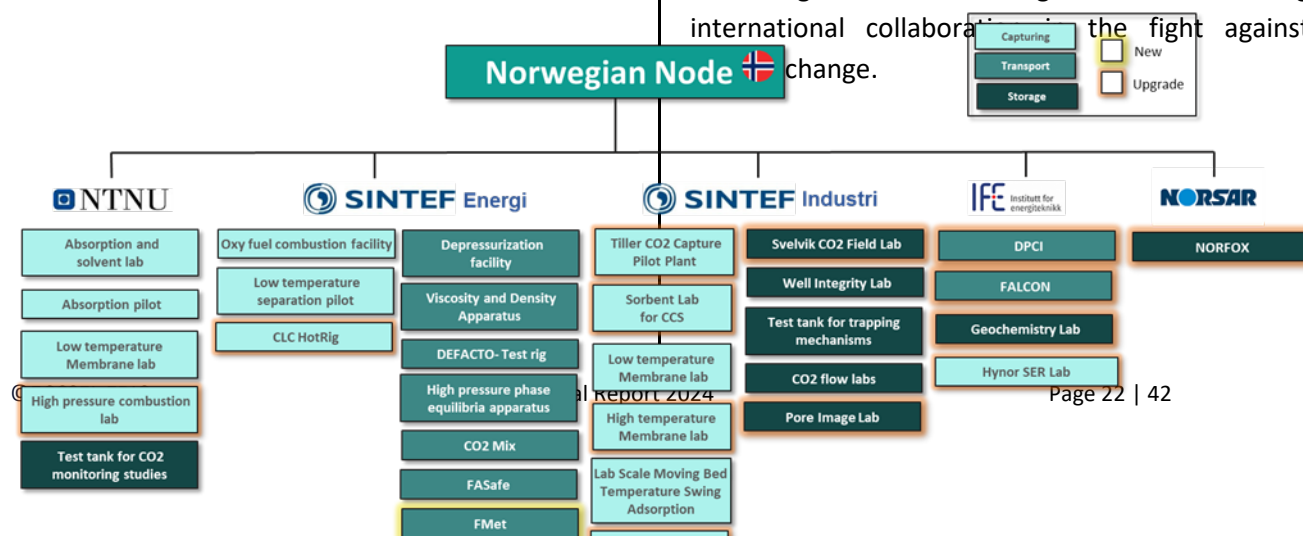 international collaboration in the fight against
change.
Capturing
Transport
Storage
New
Upgrade
Norwegian Node
NTNU
SINTEF Energi
SINTEF Industri
IFE Institutt for
energiteknikk
NORSAR
Absorption and
solvent lab
Absorption pilot
Low temperature
Membrane lab
High pressure combustion
lab
Test tank for CO2
monitoring studies
Oxy fuel combustion facility
Low temperature
separation pilot
CLC HotRig
Depressurization
facility
Viscosity and Density
Apparatus
DEFACTO- Test rig
High pressure phase
equilibria apparatus
CO2 Mix
FASafe
FMet
Tiller CO2 Capture
Pilot Plant
Sorbent Lab
for CCS
Low temperature
Membrane lab
High temperature
Membrane lab
Lab Scale Moving Bed
Temperature Swing
Adsorption
Svelvik CO2 Field Lab
Well Integrity Lab
Test tank for trapping
mechanisms
CO2 flow labs
Pore Image Lab
DPCI
FALCON
Geochemistry Lab
Hynor SER Lab
NORFOX
© Report 2024 Page 22 | 42